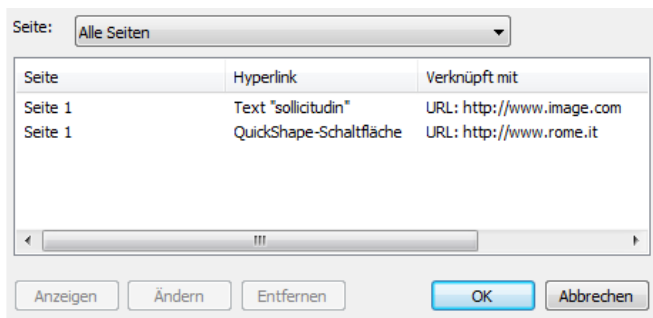 Seite: Alle Seiten
Seite Hyperlink Verknüpft mit
Seite 1 Text "sollicitudin" URL: http://www.image.com
Seite 1 QuickShape-Schaltfläche URL: http://www.rome.it
Anzeigen Ändern Entfernen OK Abbrechen